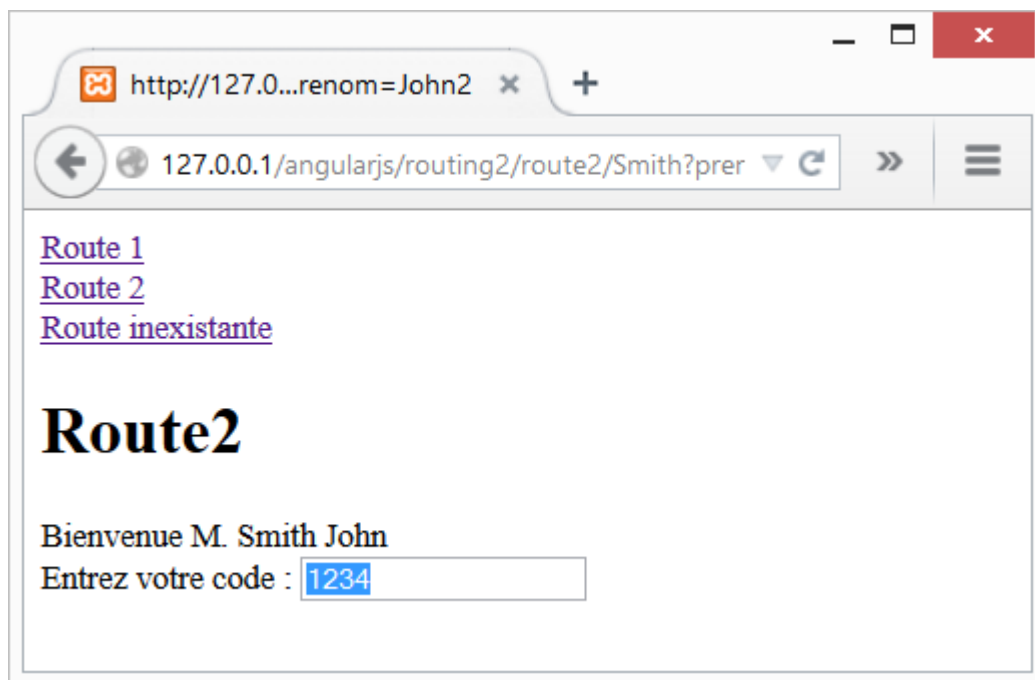 http://127.0...renom=John2
127.0.0.1/angularjs/routing2/route2/Smith?prer
Route 1
Route 2
Route inexistante
Route2
Bienvenue M. Smith John
Entrez votre code : 1234